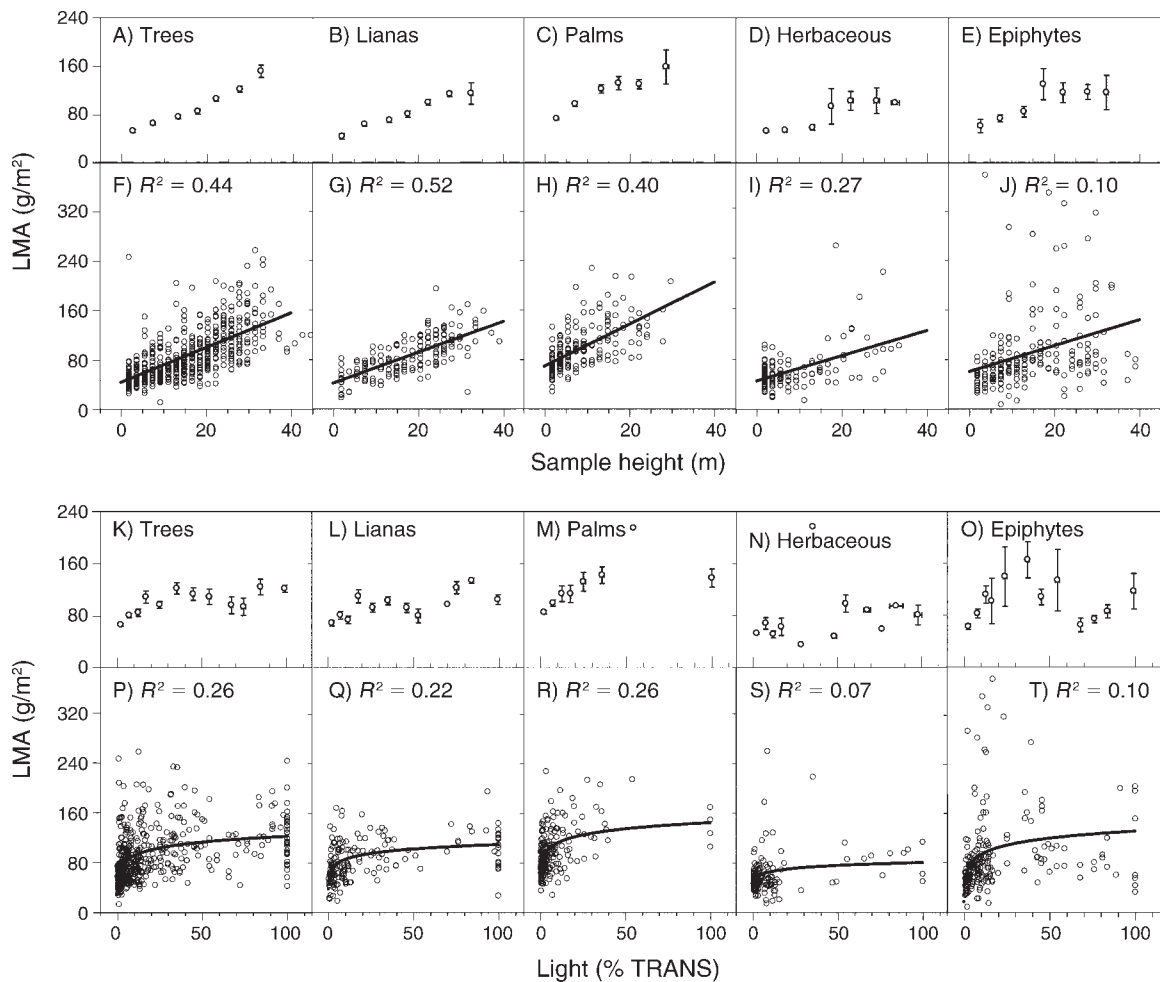 240
A) Trees
B) Lianas
C) Palms
D) Herbaceous
E) Epiphytes
160
80
0
F) R² = 0.44
G) R² = 0.52
H) R² = 0.40
I) R² = 0.27
J) R² = 0.10
320
240
160
80
0
LMA (g/m²)
0 20 40
0 20 40
0 20 40
0 20 40
0 20 40
Sample height (m)
240
K) Trees
L) Lianas
M) Palms
N) Herbaceous
O) Epiphytes
160
80
0
P) R² = 0.26
Q) R² = 0.22
R) R² = 0.26
S) R² = 0.07
T) R² = 0.10
320
240
160
80
0
LMA (g/m²)
0 50 100
0 50 100
0 50 100
0 50 100
0 50 100
Light (% TRANS)